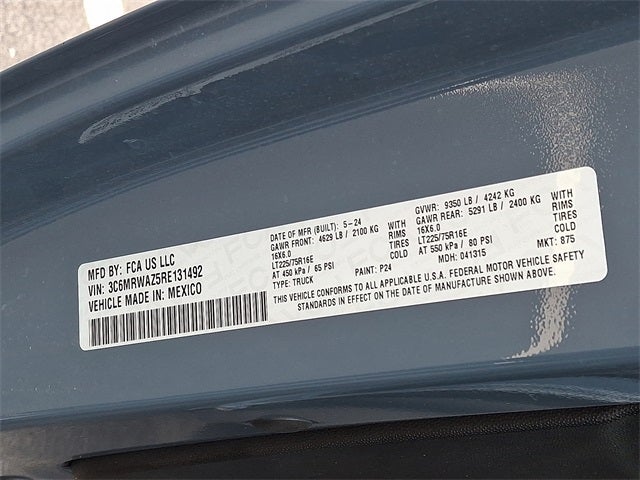 MFD BY: FCA US LLC
VIN: 3C6MRWAZ5RE131492
VEHICLE MADE IN: MEXICO
DATE OF MFR (BUILT): 5-24 GVWR: 9350 LB / 4242 KG
GAWR FRONT: 4629 LB / 2100 KG WITH GAWR REAR: 5291 LB / 2400 KG WITH
16X6.0 RIMS 16X6.0 RIMS
LT225/75R16E TIRES LT225/75R16E TIRES
AT 450 kPa / 65 PSI COLD AT 550 kPa / 80 PSI COLD
TYPE: TRUCK PAINT: P24 MDH: 041315 MKT: 875
THIS VEHICLE CONFORMS TO ALL APPLICABLE U.S.A. FEDERAL MOTOR VEHICLE SAFETY
STANDARDS IN EFFECT ON THE DATE OF MANUFACTURE SHOWN ABOVE.